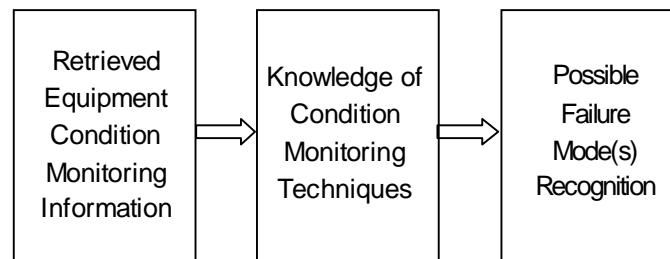 Retrieved
Equipment
Condition
Monitoring
Information
Knowledge of
Condition
Monitoring
Techniques
Possible
Failure
Mode(s)
Recognition